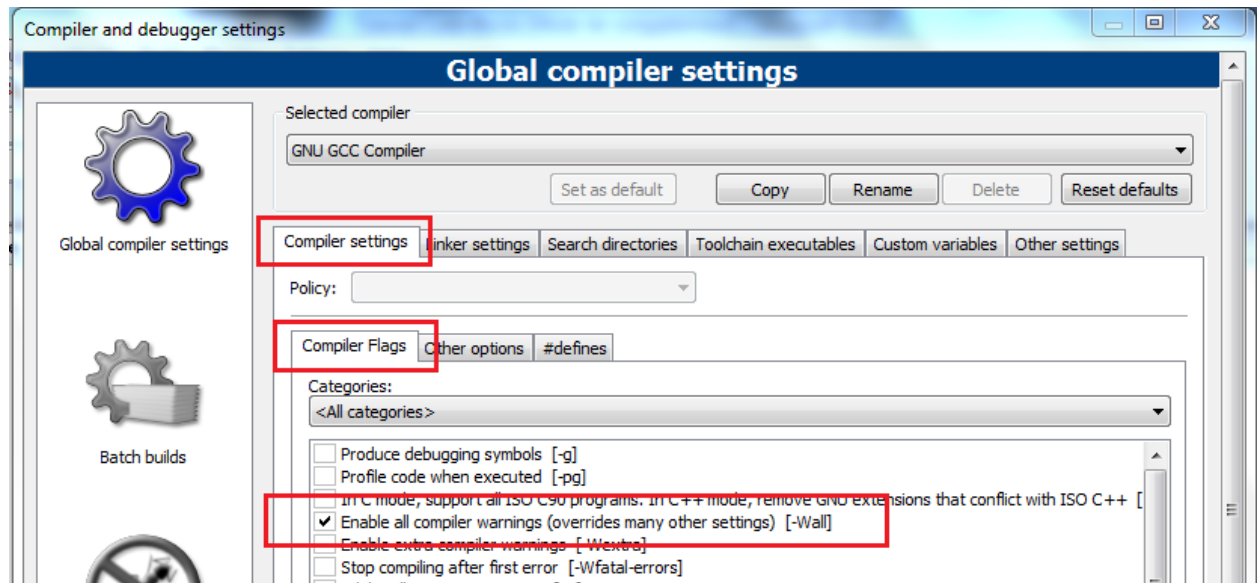 Compiler and debugger settings
Global compiler settings
Selected compiler
GNU GCC Compiler
Set as default Copy Rename Delete Reset defaults
Global compiler settings
Compiler settings Linker settings Search directories Toolchain executables Custom variables Other settings
Policy:
Compiler Flags Other options #defines
Categories:
<All categories>
Batch builds
Produce debugging symbols [-g]
Profile code when executed [-pg]
In C mode, support all ISO C90 programs. In C++ mode, remove GNU extensions that conflict with ISO C++ [
Enable all compiler warnings (overrides many other settings) [-Wall]
Enable extra compiler warnings [-Wextra]
Stop compiling after first error [-Wfatal-errors]